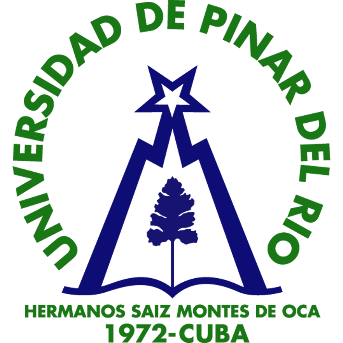 UNIVERSIDAD DE PINAR DEL RIO
HERMANOS SAIZ MONTES DE OCA
1972-CUBA